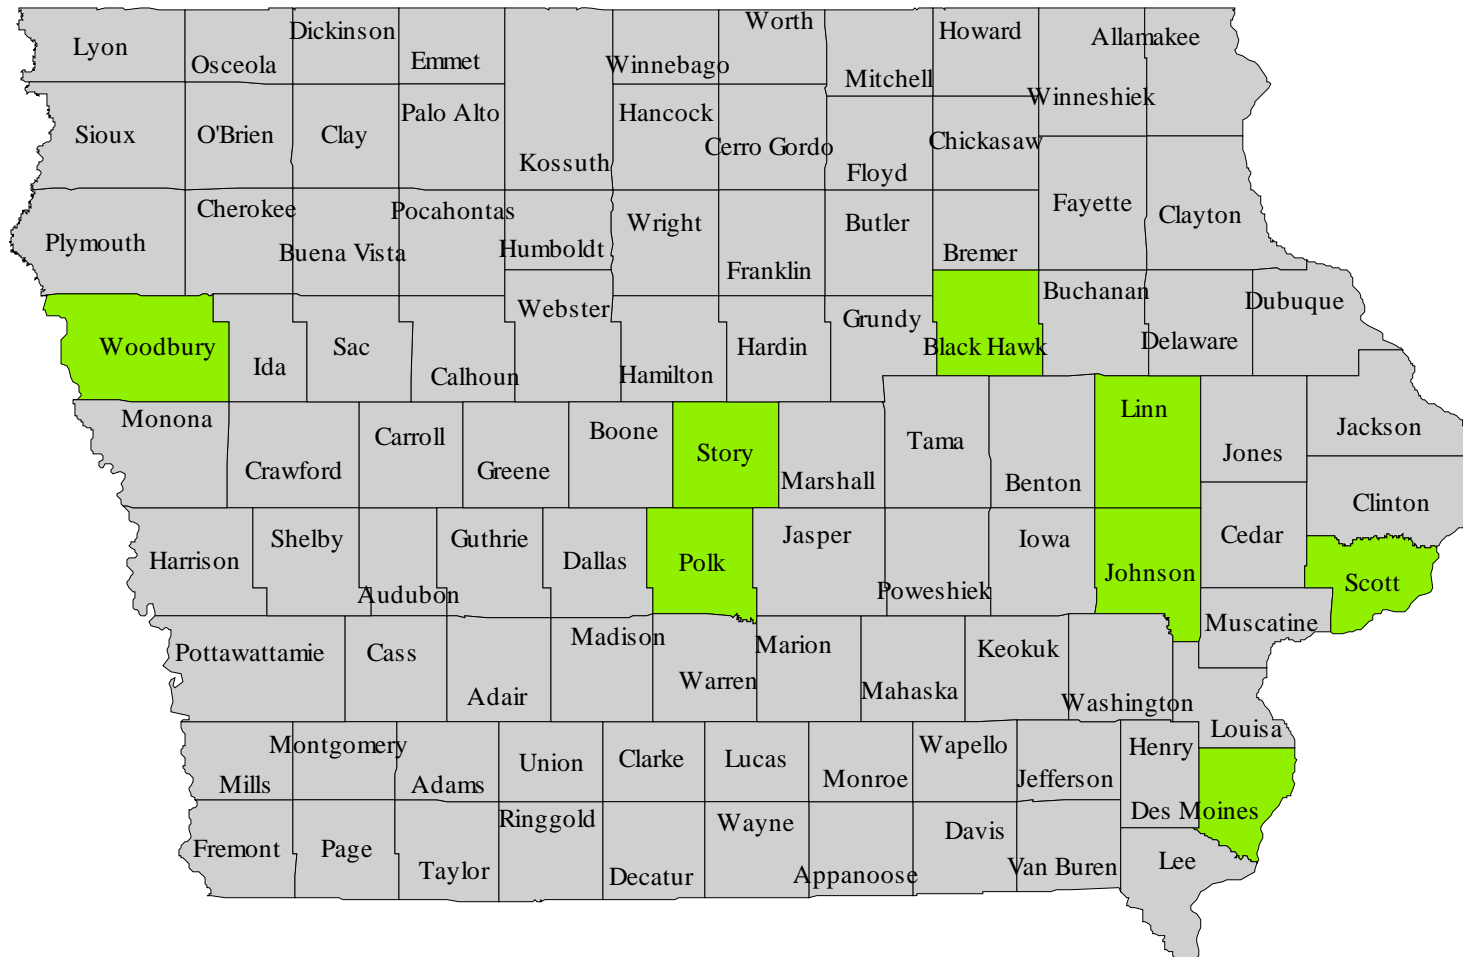 Lyon
Osceola
Dickinson
Emmet
Winnebago
Worth
Mitchell
Howard
Winneshiek
Allamakee
Sioux
O'Brien
Clay
Palo Alto
Kossuth
Hancock
Cerro Gordo
Floyd
Chickasaw
Plymouth
Cherokee
Buena Vista
Pocahontas
Humboldt
Wright
Franklin
Butler
Bremer
Fayette
Clayton
Woodbury
Ida
Sac
Calhoun
Webster
Hamilton
Hardin
Grundy
Black Hawk
Buchanan
Delaware
Dubuque
Monona
Crawford
Carroll
Greene
Boone
Story
Marshall
Tama
Benton
Linn
Jones
Jackson
Clinton
Harrison
Shelby
Audubon
Guthrie
Dallas
Polk
Jasper
Poweshiek
Iowa
Johnson
Cedar
Scott
Muscatine
Pottawattamie
Cass
Adair
Madison
Warren
Marion
Mahaska
Keokuk
Washington
Louisa
Mills
Montgomery
Adams
Union
Clarke
Lucas
Monroe
Wapello
Jefferson
Henry
Des Moines
Fremont
Page
Taylor
Ringgold
Decatur
Wayne
Appanoose
Davis
Van Buren
Lee